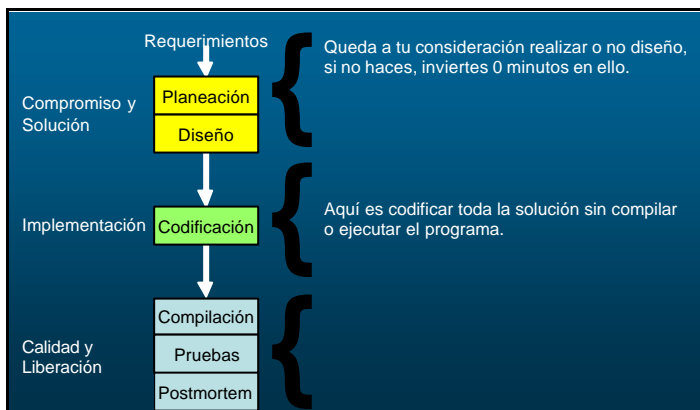 Requerimientos
Queda a tu consideración realizar o no diseño,
si no haces, inviertes 0 minutos en ello.
Compromiso y
Solución
Planeación
Diseño
Implementación
Codificación
Aquí es codificar toda la solución sin compilar
o ejecutar el programa.
Calidad y
Liberación
Compilación
Pruebas
Postmortem